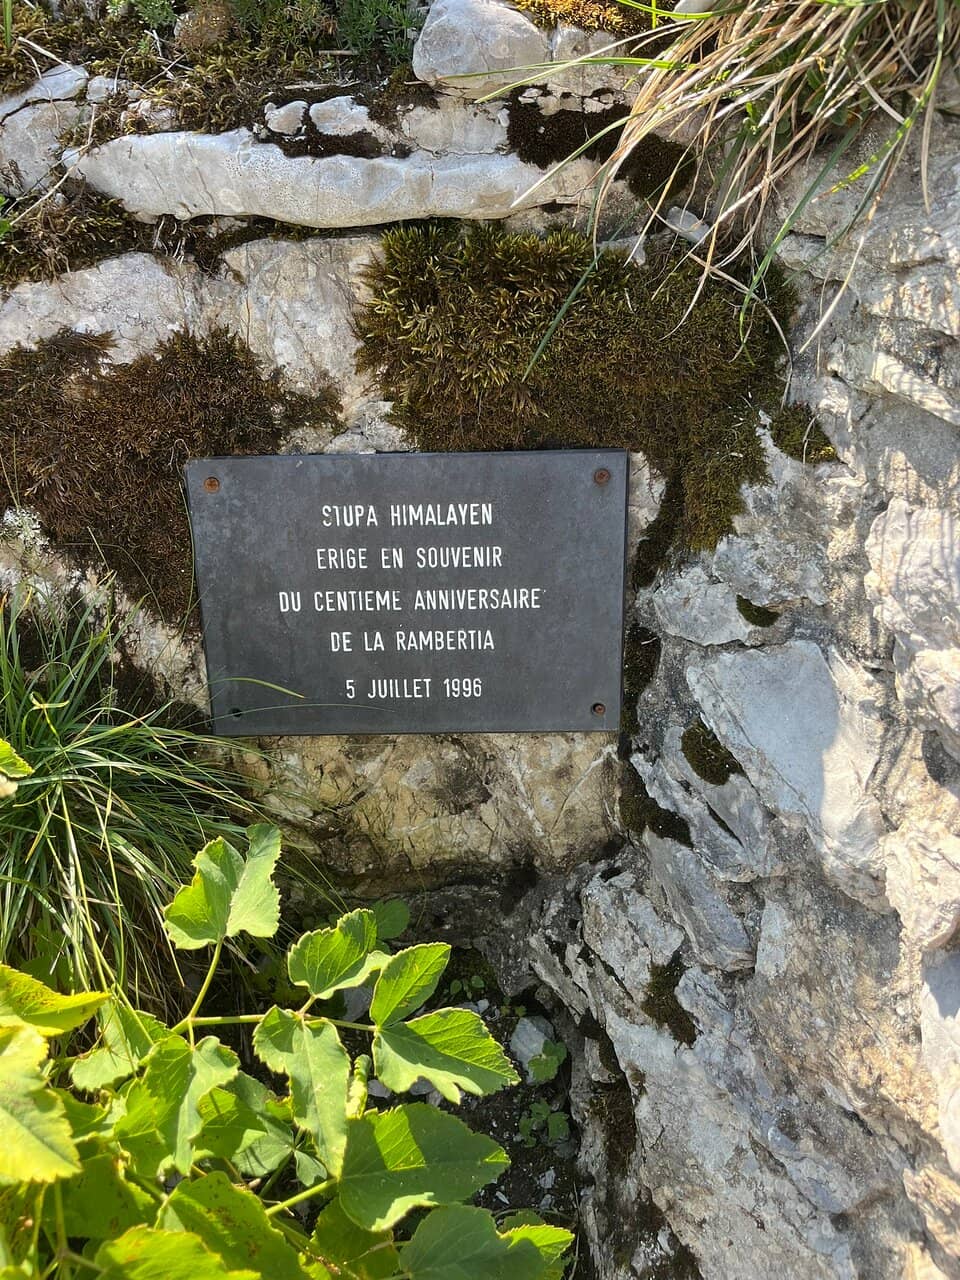 STUPA HIMALAYEN
ERIGE EN SOUVENIR
DU CENTIEME ANNIVERSAIRE
DE LA RAMBERTIA
5 JUILLET 1996